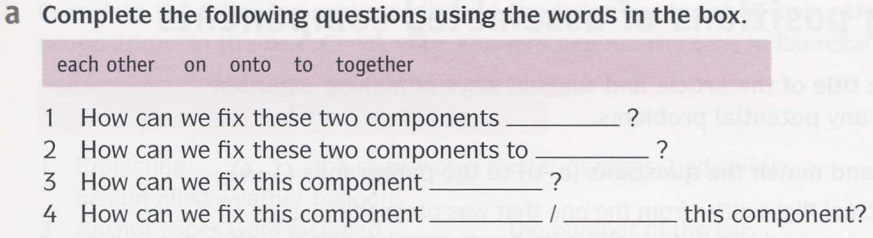 a Complete the following questions using the words in the box.
each other on onto to together
1 How can we fix these two components ________ ?
2 How can we fix these two components to ________ ?
3 How can we fix this component ________ ?
4 How can we fix this component ________ / ________ this component?